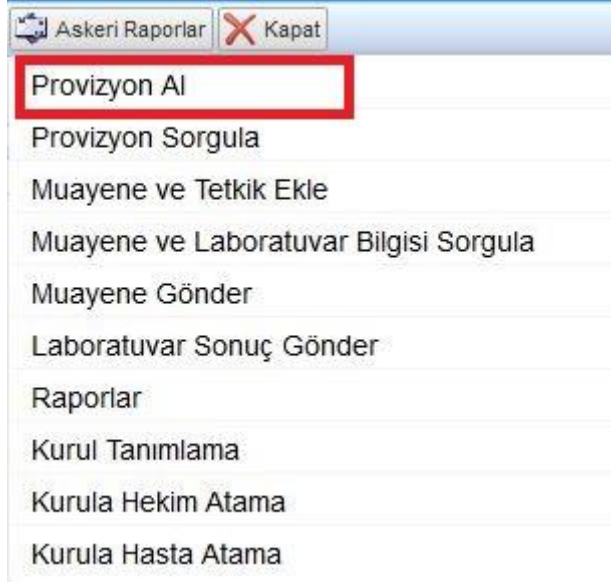 Askeri Raporlar Kapat
Provizyon Al
Provizyon Sorgula
Muayene ve Tetkik Ekle
Muayene ve Laboratuvar Bilgisi Sorgula
Muayene Gönder
Laboratuvar Sonuç Gönder
Raporlar
Kurul Tanımlama
Kurula Hekim Atama
Kurula Hasta Atama